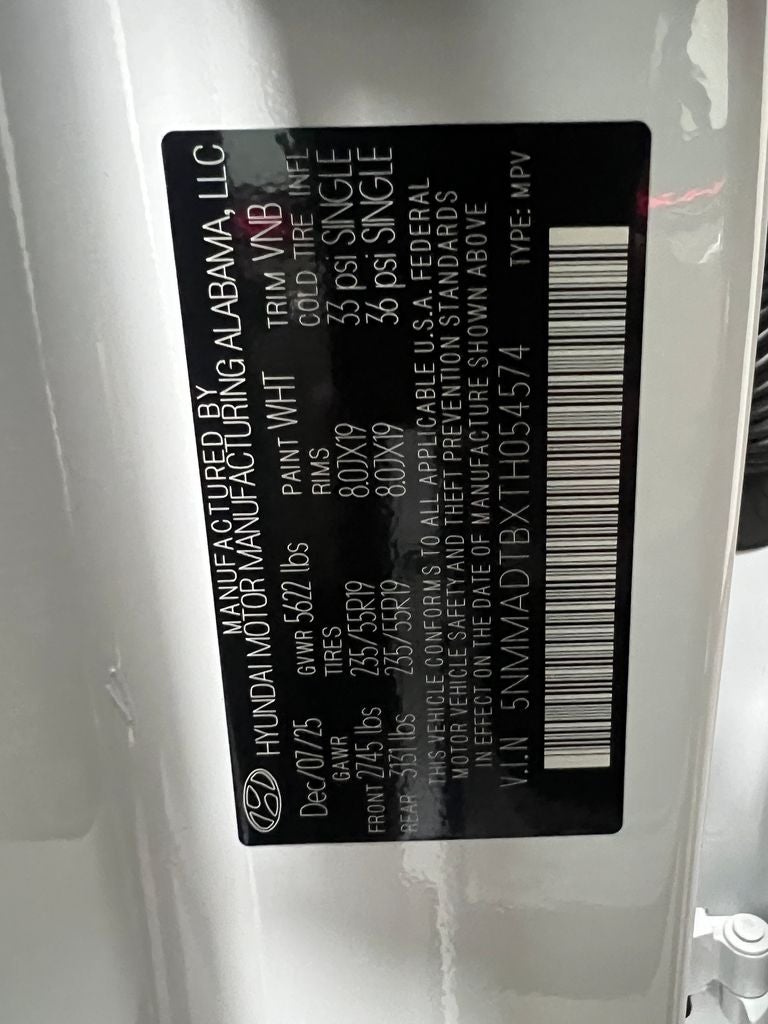 MANUFACTURED BY
HYUNDAI MOTOR MANUFACTURING ALABAMA, LLC
Dec/07/25 GVWR 5622 lbs PAINT WHT TRIM VNB
GAWR TIRES RIMS COLD TIRE INFL
FRONT 2745 lbs 235/55R19 8.0JX19 33 psi SINGLE
REAR 3131 lbs 235/55R19 8.0JX19 36 psi SINGLE
THIS VEHICLE CONFORMS TO ALL APPLICABLE U.S.A. FEDERAL
MOTOR VEHICLE SAFETY AND THEFT PREVENTION STANDARDS
IN EFFECT ON THE DATE OF MANUFACTURE SHOWN ABOVE
V.I.N 5NMMADTBXTH054574 TYPE: MPV